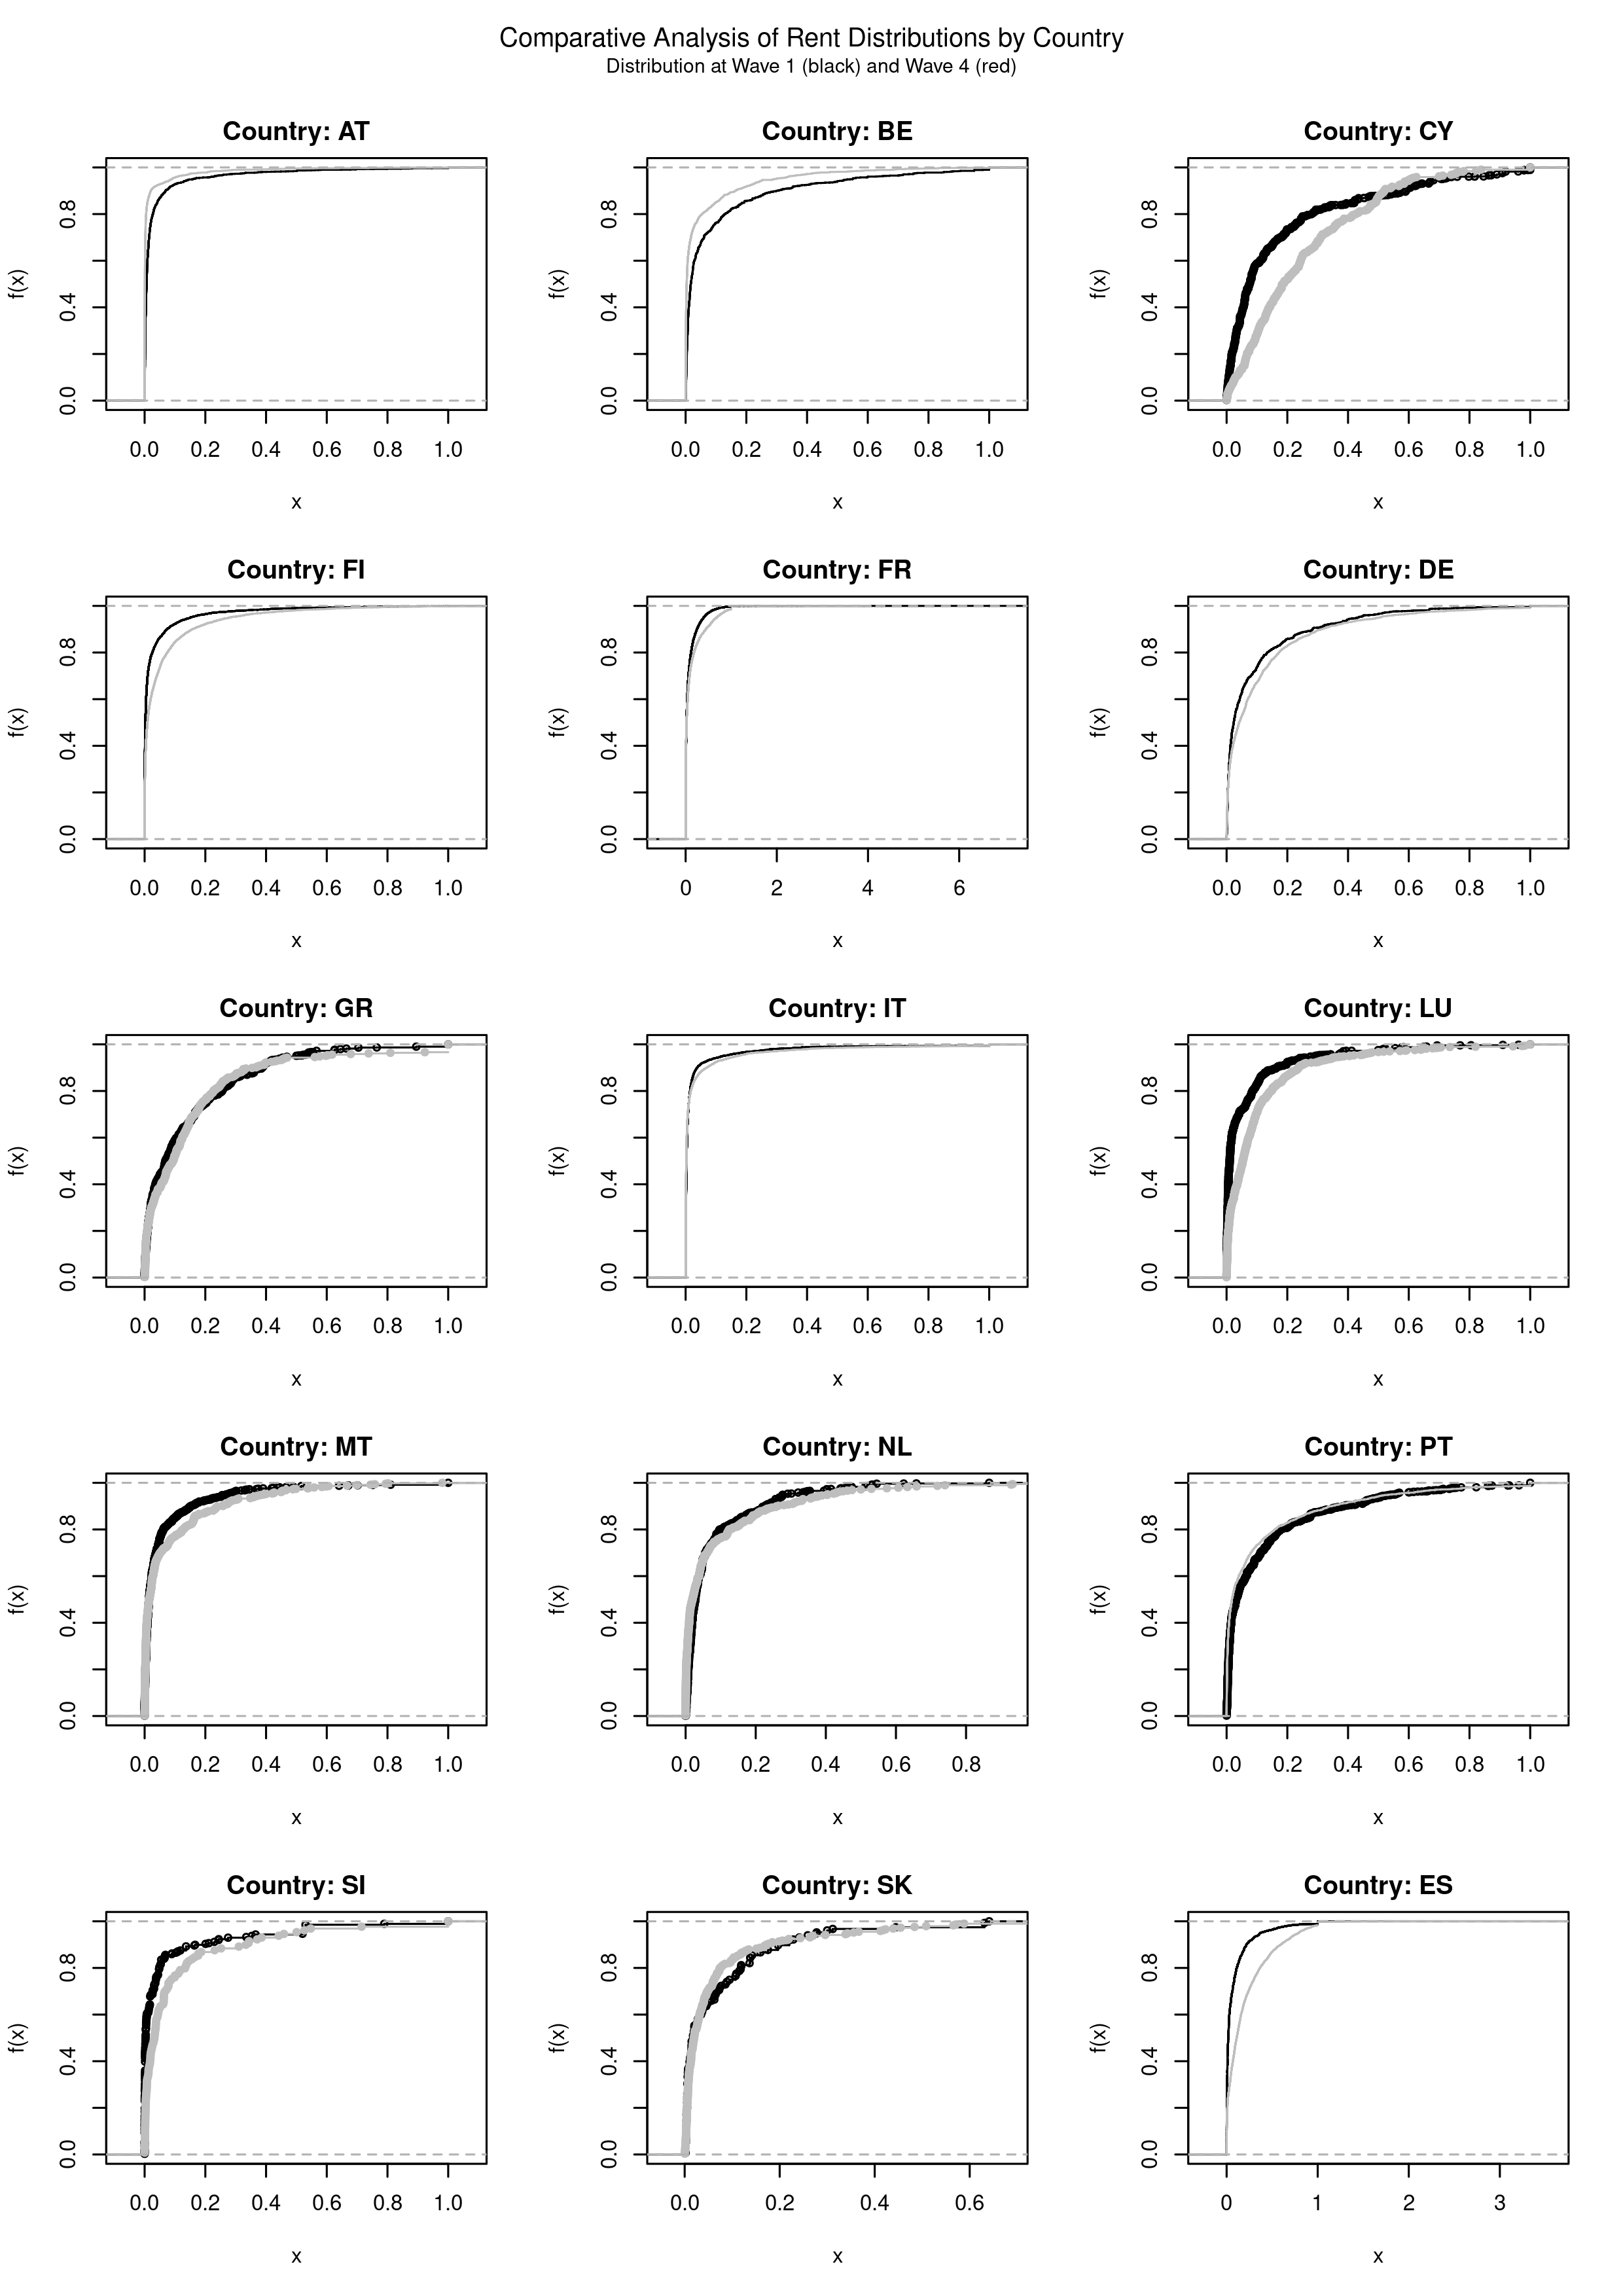 Comparative Analysis of Rent Distributions by Country
Distribution at Wave 1 (black) and Wave 4 (red)
Country: AT
f(x)
0.0 0.4 0.8
0.0 0.2 0.4 0.6 0.8 1.0
x
Country: BE
f(x)
0.0 0.4 0.8
0.0 0.2 0.4 0.6 0.8 1.0
x
Country: CY
f(x)
0.0 0.4 0.8
0.0 0.2 0.4 0.6 0.8 1.0
x
Country: FI
f(x)
0.0 0.4 0.8
0.0 0.2 0.4 0.6 0.8 1.0
x
Country: FR
f(x)
0.0 0.4 0.8
0 2 4 6
x
Country: DE
f(x)
0.0 0.4 0.8
0.0 0.2 0.4 0.6 0.8 1.0
x
Country: GR
f(x)
0.0 0.4 0.8
0.0 0.2 0.4 0.6 0.8 1.0
x
Country: IT
f(x)
0.0 0.4 0.8
0.0 0.2 0.4 0.6 0.8 1.0
x
Country: LU
f(x)
0.0 0.4 0.8
0.0 0.2 0.4 0.6 0.8 1.0
x
Country: MT
f(x)
0.0 0.4 0.8
0.0 0.2 0.4 0.6 0.8 1.0
x
Country: NL
f(x)
0.0 0.4 0.8
0.0 0.2 0.4 0.6 0.8
x
Country: PT
f(x)
0.0 0.4 0.8
0.0 0.2 0.4 0.6 0.8 1.0
x
Country: SI
f(x)
0.0 0.4 0.8
0.0 0.2 0.4 0.6 0.8 1.0
x
Country: SK
f(x)
0.0 0.4 0.8
0.0 0.2 0.4 0.6
x
Country: ES
f(x)
0.0 0.4 0.8
0 1 2 3
x